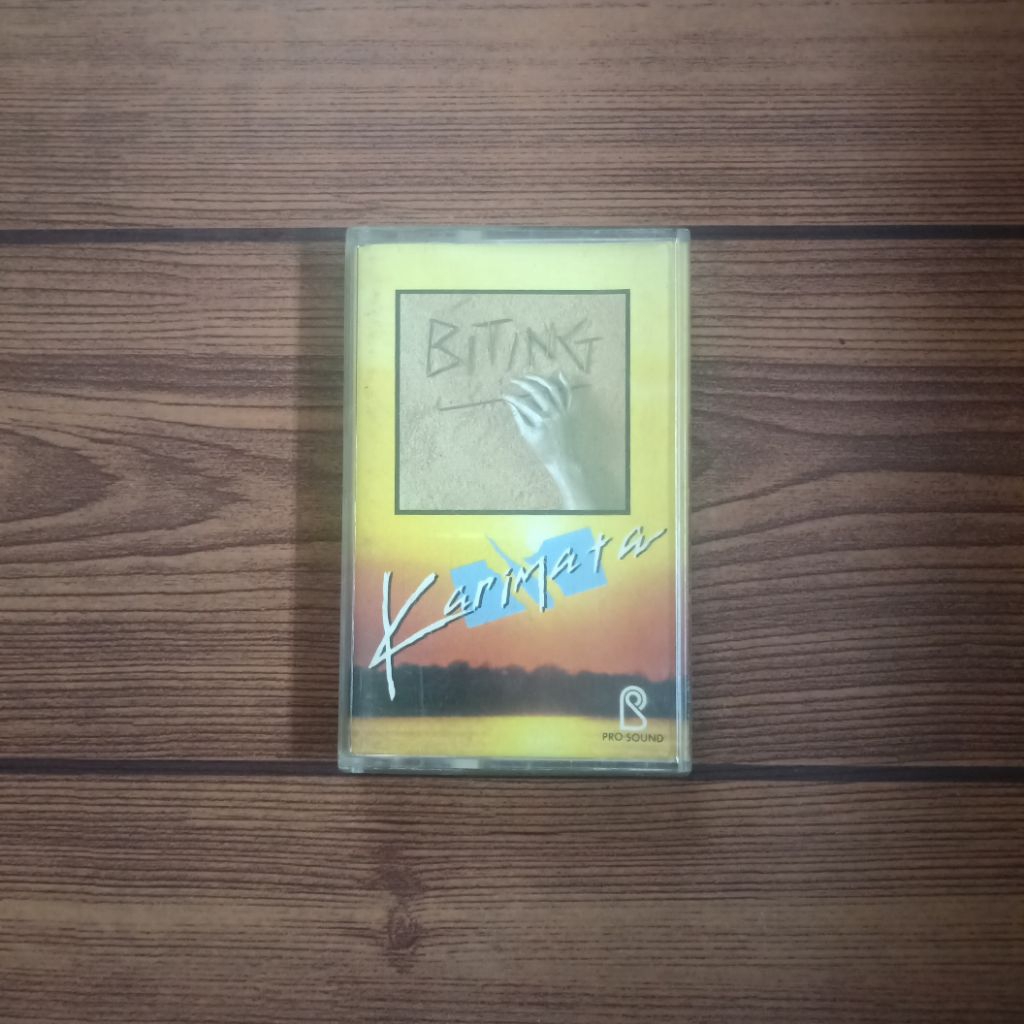 BITING
Karimata
PRO SOUND